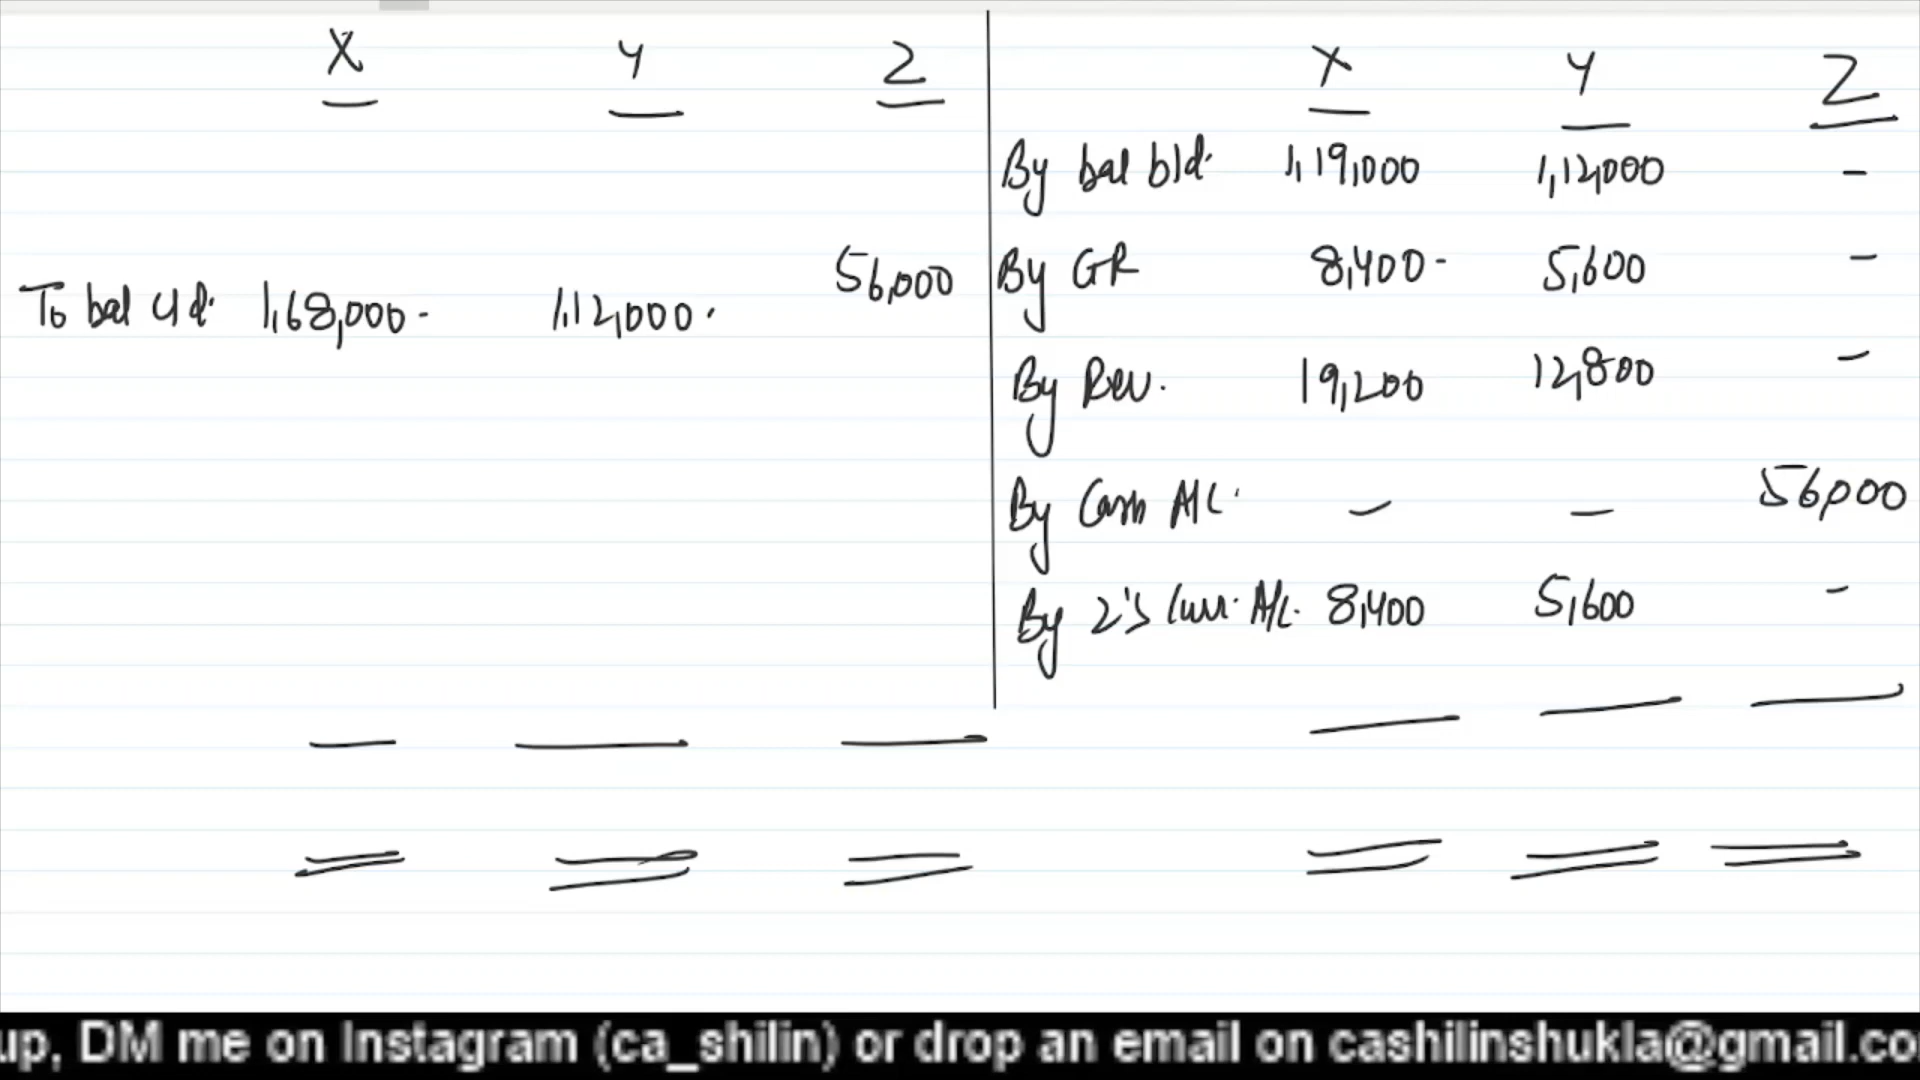 X Y Z
To bal c/d. 1,68,000. 1,12,000. 56,000
X Y Z
By bal b/d. 1,19,000 1,12,000 -
By GR 8,400- 5,600 -
By Rev. 19,200 12,800 -
By Cash A/c. - - 56,000
By Z's Curr. A/c. 8,400 5,600 -
up, DM me on Instagram (ca_shilin) or drop an email on cashilinshukla@gmail.co